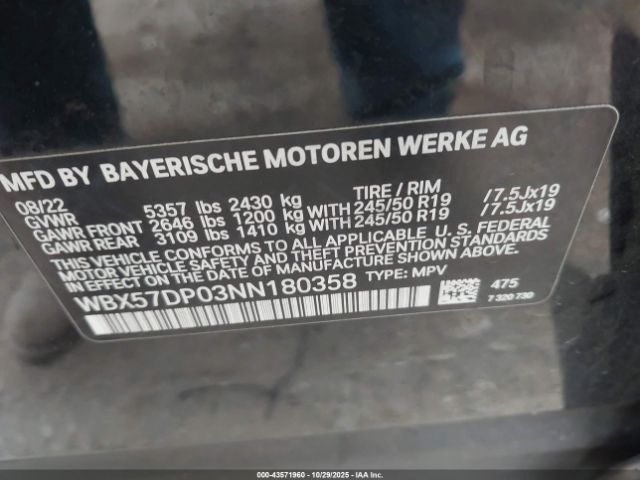 MFD BY BAYERISCHE MOTOREN WERKE AG
08/22 TIRE / RIM
GVWR 5357 lbs 2430 kg
GAWR FRONT 2646 lbs 1200 kg WITH 245/50 R19 /7.5Jx19
GAWR REAR 3109 lbs 1410 kg WITH 245/50 R19 /7.5Jx19
THIS VEHICLE CONFORMS TO ALL APPLICABLE U. S. FEDERAL
MOTOR VEHICLE SAFETY AND THEFT PREVENTION STANDARDS
IN EFFECT ON THE DATE OF MANUFACTURE SHOWN ABOVE.
WBX57DP03NN180358 TYPE: MPV 475
7 320 730
000-43571960 - 10/29/2025 - IAA Inc.